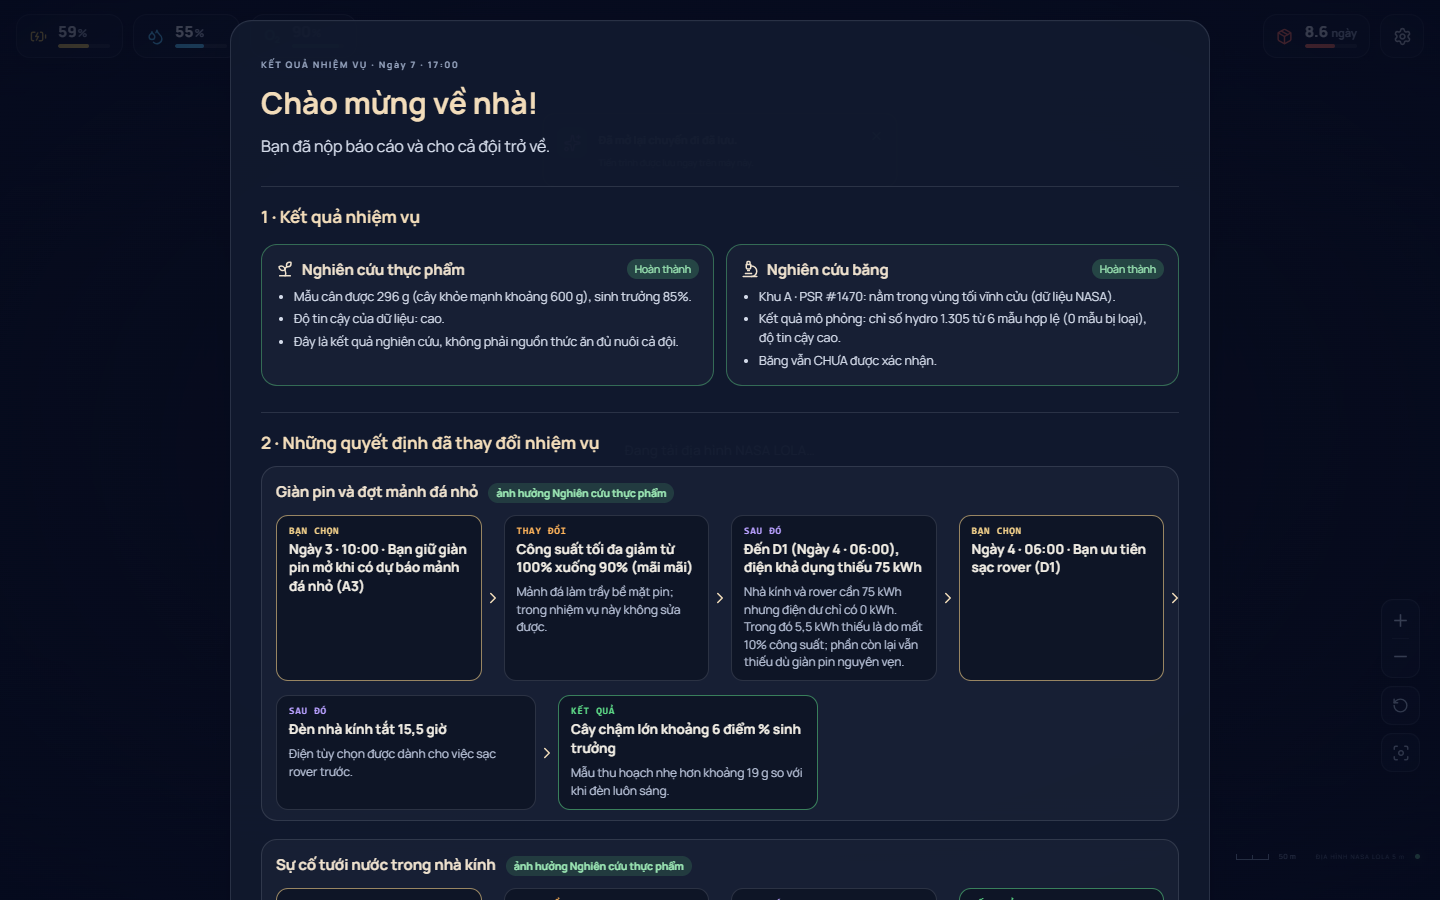 59%
55%
8.6 ngày
KẾT QUẢ NHIỆM VỤ · Ngày 7 · 17:00
Chào mừng về nhà!
Bạn đã nộp báo cáo và cho cả đội trở về.
1 · Kết quả nhiệm vụ
Nghiên cứu thực phẩm
Hoàn thành
• Mẫu cân được 296 g (cây khỏe mạnh khoảng 600 g), sinh trưởng 85%.
• Độ tin cậy của dữ liệu: cao.
• Đây là kết quả nghiên cứu, không phải nguồn thức ăn đủ nuôi cả đội.
Nghiên cứu băng
Hoàn thành
• Khu A · PSR #1470: nằm trong vùng tối vĩnh cửu (dữ liệu NASA).
• Kết quả mô phỏng: chỉ số hydro 1.305 từ 6 mẫu hợp lệ (0 mẫu bị loại),
độ tin cậy cao.
• Băng vẫn CHƯA được xác nhận.
2 · Những quyết định đã thay đổi nhiệm vụ
Giàn pin và đợt mảnh đá nhỏ
ảnh hưởng Nghiên cứu thực phẩm
BẠN CHỌN
Ngày 3 · 10:00 · Bạn giữ giàn
pin mở khi có dự báo mảnh
đá nhỏ (A3)
THAY ĐỔI
Công suất tối đa giảm từ
100% xuống 90% (mãi mãi)
Mảnh đá làm trầy bề mặt pin;
trong nhiệm vụ này không sửa
được.
SAU ĐÓ
Đến D1 (Ngày 4 · 06:00),
điện khả dụng thiếu 75 kWh
Nhà kính và rover cần 75 kWh
nhưng điện dư chỉ có 0 kWh.
Trong đó 5,5 kWh thiếu là do mất
10% công suất; phần còn lại vẫn
thiếu dù giàn pin nguyên vẹn.
BẠN CHỌN
Ngày 4 · 06:00 · Bạn ưu tiên
sạc rover (D1)
SAU ĐÓ
Đèn nhà kính tắt 15,5 giờ
Điện tùy chọn được dành cho việc sạc
rover trước.
KẾT QUẢ
Cây chậm lớn khoảng 6 điểm % sinh
trưởng
Mẫu thu hoạch nhẹ hơn khoảng 19 g so với
khi đèn luôn sáng.
Sự cố tưới nước trong nhà kính
ảnh hưởng Nghiên cứu thực phẩm
50 m